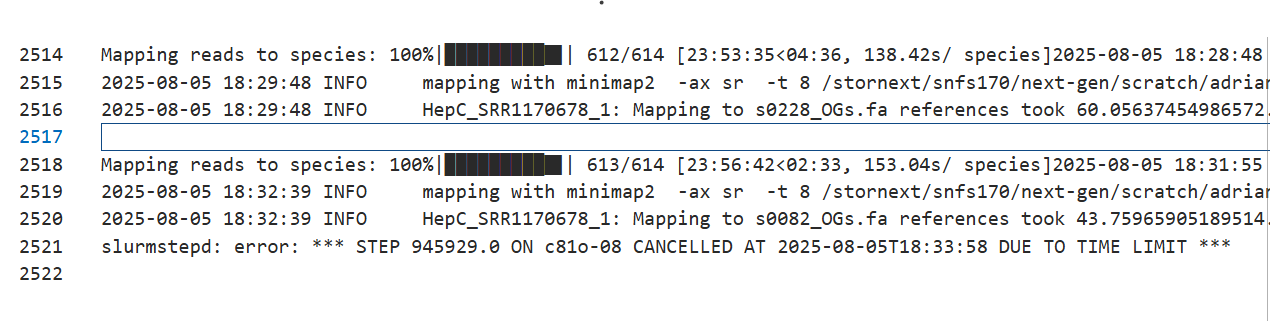 2514 Mapping reads to species: 100%|██████████| 612/614 [23:53:35<04:36, 138.42s/ species]2025-08-05 18:28:48
2515 2025-08-05 18:29:48 INFO mapping with minimap2 -ax sr -t 8 /stornext/snfs170/next-gen/scratch/adrian
2516 2025-08-05 18:29:48 INFO HepC_SRR1170678_1: Mapping to s0228_OGs.fa references took 60.05637454986572.
2517
2518 Mapping reads to species: 100%|██████████| 613/614 [23:56:42<02:33, 153.04s/ species]2025-08-05 18:31:55
2519 2025-08-05 18:32:39 INFO mapping with minimap2 -ax sr -t 8 /stornext/snfs170/next-gen/scratch/adrian
2520 2025-08-05 18:32:39 INFO HepC_SRR1170678_1: Mapping to s0082_OGs.fa references took 43.75965905189514.
2521 slurmstepd: error: *** STEP 945929.0 ON c81o-08 CANCELLED AT 2025-08-05T18:33:58 DUE TO TIME LIMIT ***
2522